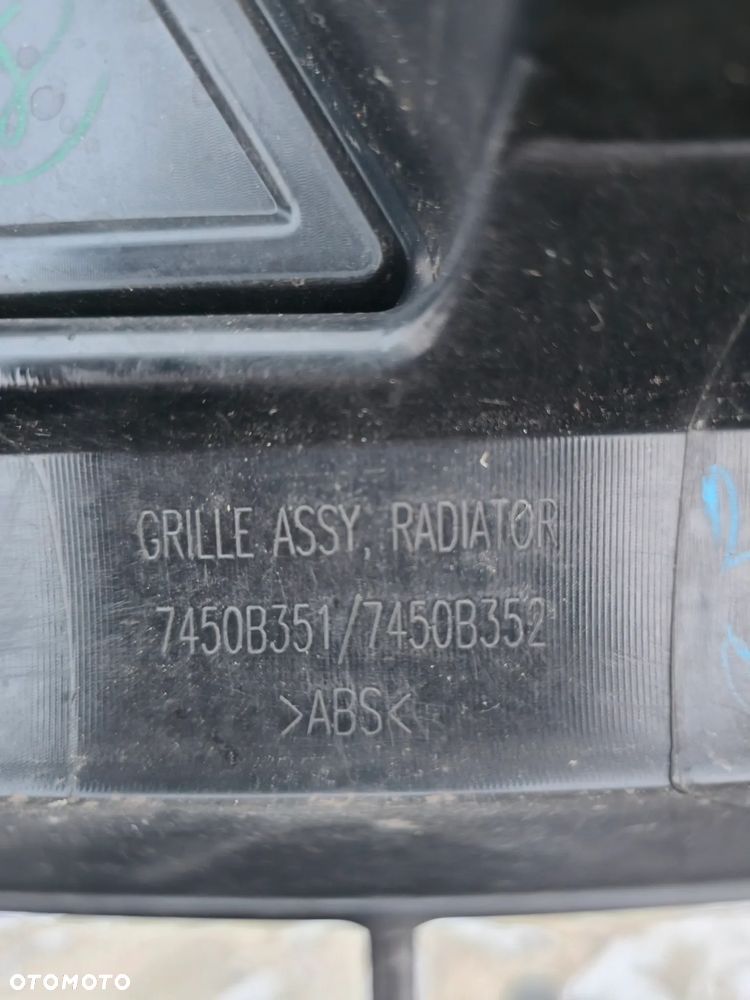 GRILLE ASSY, RADIATOR
7450B351/7450B352
>ABS<
OTOMOTO